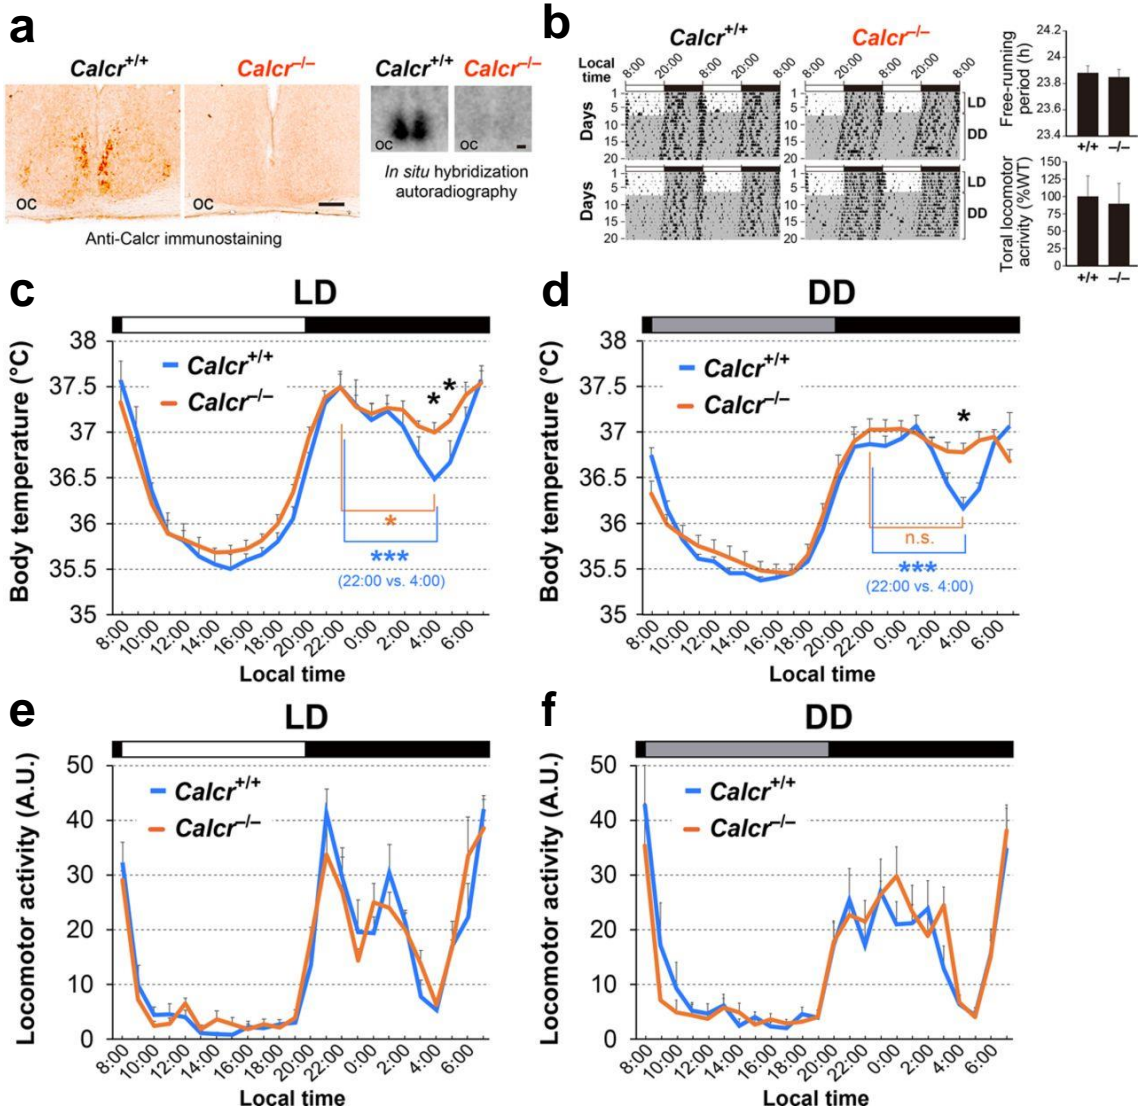 a
Calcr+/+
Calcr–/–
Calcr+/+ Calcr–/–
OC
OC
In situ hybridization
autoradiography
Anti-Calcr immunostaining
b
Calcr+/+
Calcr–/–
Local
time
8:00 20:00 8:00 20:00 8:00
8:00 20:00 8:00 20:00 8:00
Days
1
5
10
15
20
LD
DD
Days
1
5
10
15
20
LD
DD
Free-running
period (h)
24.2
24
23.8
23.6
23.4
+/+ –/–
Toral locomotor
acrivity (%WT)
150
125
100
75
50
25
0
+/+ –/–
c
LD
Body temperature (°C)
38
37.5
37
36.5
36
35.5
35
Calcr+/+
Calcr–/–
*
*
*
***
(22:00 vs. 4:00)
8:00 10:00 12:00 14:00 16:00 18:00 20:00 22:00 0:00 2:00 4:00 6:00
Local time
d
DD
Body temperature (°C)
38
37.5
37
36.5
36
35.5
35
Calcr+/+
Calcr–/–
*
n.s.
***
(22:00 vs. 4:00)
8:00 10:00 12:00 14:00 16:00 18:00 20:00 22:00 0:00 2:00 4:00 6:00
Local time
e
LD
Locomotor activity (A.U.)
50
40
30
20
10
0
Calcr+/+
Calcr–/–
8:00 10:00 12:00 14:00 16:00 18:00 20:00 22:00 0:00 2:00 4:00 6:00
Local time
f
DD
Locomotor activity (A.U.)
50
40
30
20
10
0
Calcr+/+
Calcr–/–
8:00 10:00 12:00 14:00 16:00 18:00 20:00 22:00 0:00 2:00 4:00 6:00
Local time